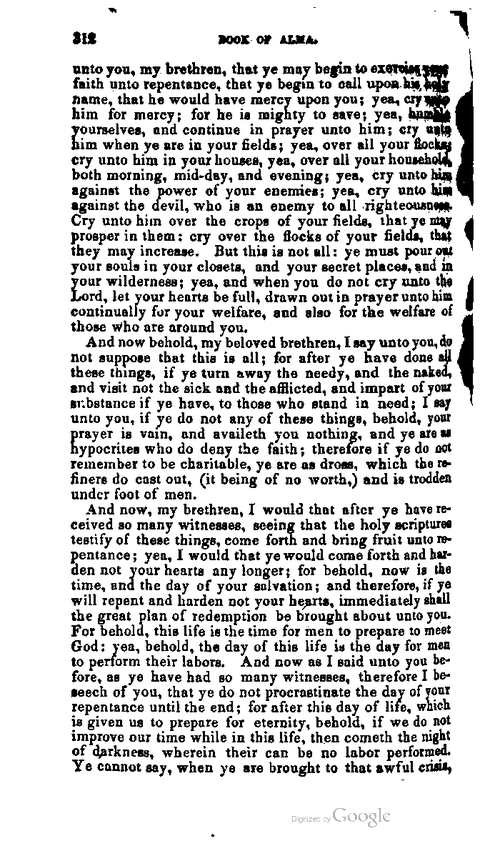 312 BOOK OF ALMA.
unto you, my brethren, that ye may begin to exercise your
faith unto repentance, that ye begin to call upon his holy
name, that he would have mercy upon you; yea, cry unto
him for mercy; for he is mighty to save; yea, humble
yourselves, and continue in prayer unto him; cry unto
him when ye are in your fields; yea, over all your flocks;
cry unto him in your houses, yea, over all your household,
both morning, mid-day, and evening; yea, cry unto him
against the power of your enemies; yea, cry unto him
against the devil, who is an enemy to all righteousness.
Cry unto him over the crops of your fields, that ye may
prosper in them: cry over the flocks of your fields, that
they may increase. But this is not all: ye must pour out
your souls in your closets, and your secret places, and in
your wilderness; yea, and when you do not cry unto the
Lord, let your hearts be full, drawn out in prayer unto him
continually for your welfare, and also for the welfare of
those who are around you.
And now behold, my beloved brethren, I say unto you, do
not suppose that this is all; for after ye have done all
these things, if ye turn away the needy, and the naked,
and visit not the sick and the afflicted, and impart of your
substance if ye have, to those who stand in need; I say
unto you, if ye do not any of these things, behold, your
prayer is vain, and availeth you nothing, and ye are as
hypocrites who do deny the faith; therefore if ye do not
remember to be charitable, ye are as dross, which the re-
finers do cast out, (it being of no worth,) and is trodden
under foot of men.
And now, my brethren, I would that after ye have re-
ceived so many witnesses, seeing that the holy scriptures
testify of these things, come forth and bring fruit unto re-
pentance; yea, I would that ye would come forth and har-
den not your hearts any longer; for behold, now is the
time, and the day of your salvation; and therefore, if ye
will repent and harden not your hearts, immediately shall
the great plan of redemption be brought about unto you.
For behold, this life is the time for men to prepare to meet
God: yea, behold, the day of this life is the day for men
to perform their labors. And now as I said unto you be-
fore, as ye have had so many witnesses, therefore I be-
seech of you, that ye do not procrastinate the day of your
repentance until the end; for after this day of life, which
is given us to prepare for eternity, behold, if we do not
improve our time while in this life, then cometh the night
of darkness, wherein their can be no labor performed.
Ye cannot say, when ye are brought to that awful crisis,
Digitized by Google